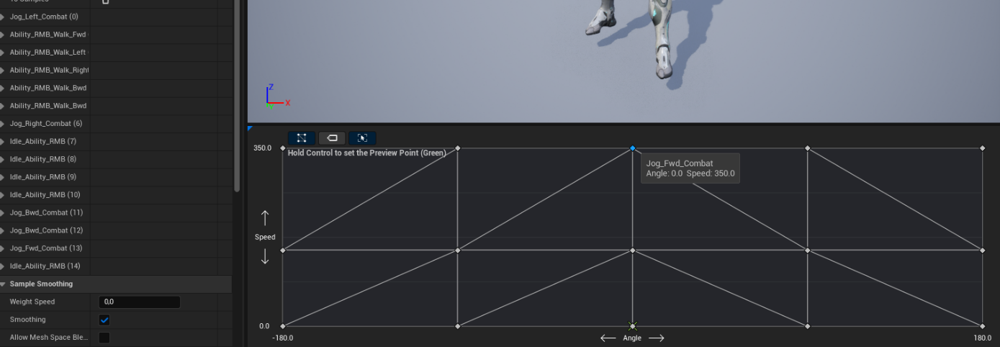 Jog_Left_Combat (0)
Ability_RMB_Walk_Fwd
Ability_RMB_Walk_Left
Ability_RMB_Walk_Right
Ability_RMB_Walk_Bwd
Ability_RMB_Walk_Bwd
Jog_Right_Combat (6)
Idle_Ability_RMB (7)
Idle_Ability_RMB (8)
Idle_Ability_RMB (9)
Idle_Ability_RMB (10)
Jog_Bwd_Combat (11)
Jog_Bwd_Combat (12)
Jog_Fwd_Combat (13)
Idle_Ability_RMB (14)
Sample Smoothing
Weight Speed 0,0
Smoothing
Allow Mesh Space Ble...
Z
X
350.0
Hold Control to set the Preview Point (Green)
Jog_Fwd_Combat
Angle: 0.0 Speed: 350.0
Speed
0.0
-180.0
Angle
180.0